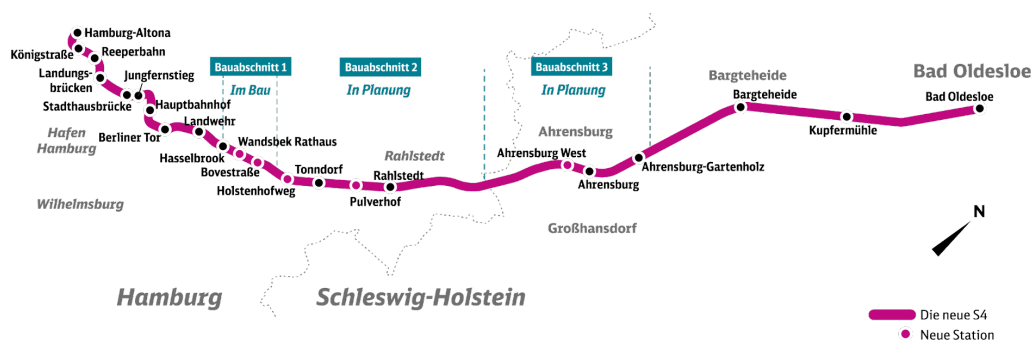 Hamburg-Altona
Königstraße
Reeperbahn
Landungs-
brücken
Jungfernstieg
Stadthausbrücke
Hauptbahnhof
Landwehr
Berliner Tor
Hafen
Hamburg
Wilhelmsburg
Bauabschnitt 1
Im Bau
Bauabschnitt 2
In Planung
Bauabschnitt 3
In Planung
Hasselbrook
Wandsbek Rathaus
Bovestraße
Holstenhofweg
Tonndorf
Pulverhof
Rahlstedt
Rahlstedt
Ahrensburg
Ahrensburg West
Ahrensburg
Ahrensburg-Gartenholz
Großhansdorf
Bargteheide
Bargteheide
Kupfermühle
Bad Oldesloe
Bad Oldesloe
N
Hamburg
Schleswig-Holstein
Die neue S4
Neue Station